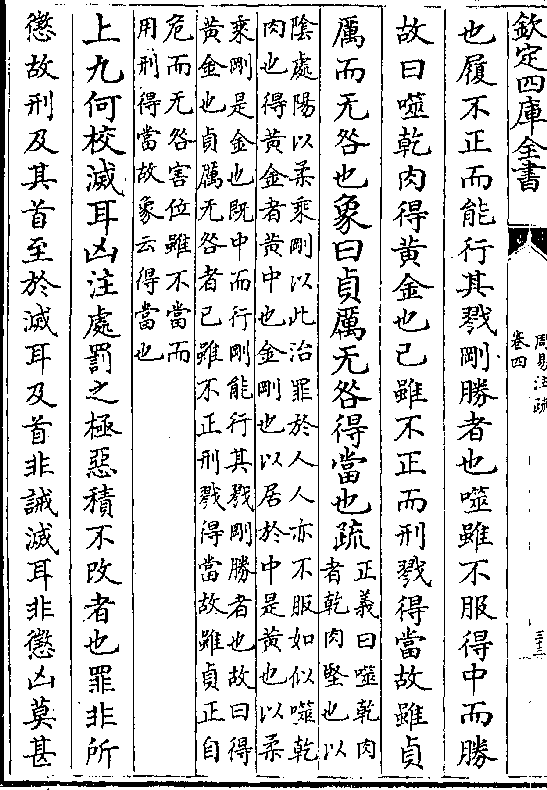 欽定四庫全書
周易注疏
卷四
也履不正而能行其戮剛勝者也噬雖不服得中而勝
故曰噬乾肉得黃金也己雖不正而刑戮得當故雖貞
厲而无咎也象曰貞厲无咎得當也疏
正義曰噬乾肉
者乾肉堅也以
陰處陽以柔乘剛以此治罪於人人亦不服如似噬乾
肉也得黃金者黃中也金剛也以居於中是黃也以柔
乘剛是金也既中而行剛能行其戮剛勝者也故曰得
黃金也貞厲无咎者己雖不正刑戮得當故雖貞正自
危而无咎害位雖不當而
用刑得當故象云得當也
上九何校滅耳凶注處罰之極惡積不改者也罪非所
懲故刑及其首至於滅耳及首非誡滅耳非懲凶莫甚